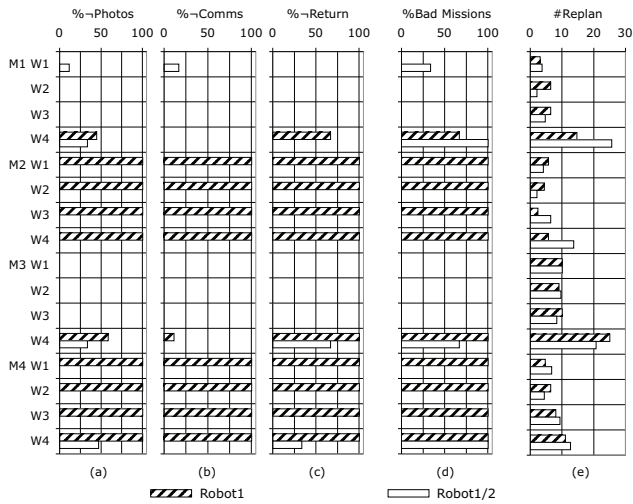 %¬Photos %¬Comms %¬Return %Bad Missions #Replan
0 50 100 0 50 100 0 50 100 0 50 100 0 10 20 30
M1 W1
W2
W3
W4
M2 W1
W2
W3
W4
M3 W1
W2
W3
W4
M4 W1
W2
W3
W4
(a) (b) (c) (d) (e)
Robot1 Robot1/2